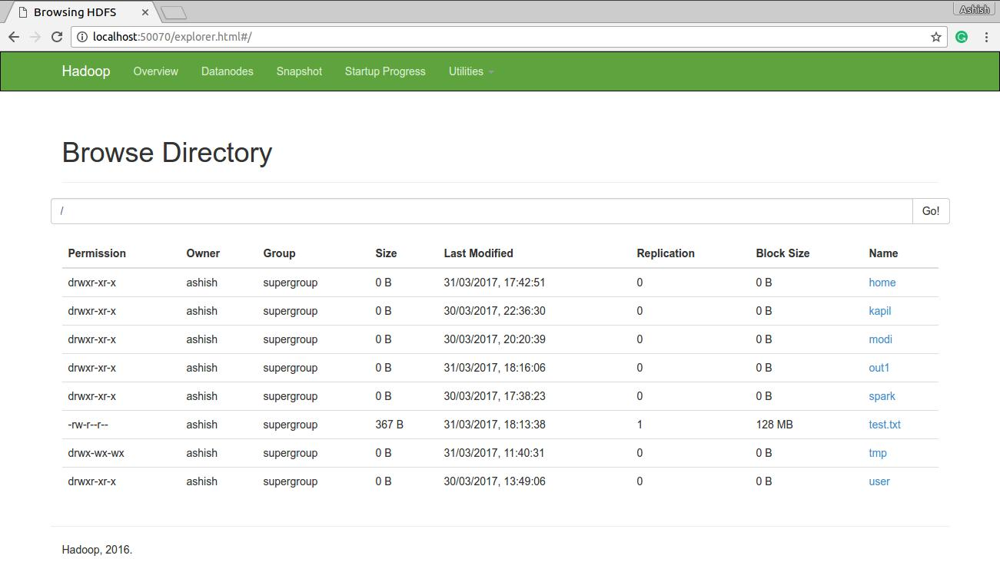 Browsing HDFS
Ashish
localhost:50070/explorer.html#/
Hadoop Overview Datanodes Snapshot Startup Progress Utilities
Browse Directory
/ Go!
Permission Owner Group Size Last Modified Replication Block Size Name
drwxr-xr-x ashish supergroup 0 B 31/03/2017, 17:42:51 0 0 B home
drwxr-xr-x ashish supergroup 0 B 30/03/2017, 22:36:30 0 0 B kapil
drwxr-xr-x ashish supergroup 0 B 30/03/2017, 20:20:39 0 0 B modi
drwxr-xr-x ashish supergroup 0 B 31/03/2017, 18:16:06 0 0 B out1
drwxr-xr-x ashish supergroup 0 B 30/03/2017, 17:38:23 0 0 B spark
-rw-r--r-- ashish supergroup 367 B 31/03/2017, 18:13:38 1 128 MB test.txt
drwx-wx-wx ashish supergroup 0 B 31/03/2017, 11:40:31 0 0 B tmp
drwxr-xr-x ashish supergroup 0 B 30/03/2017, 13:49:06 0 0 B user
Hadoop, 2016.